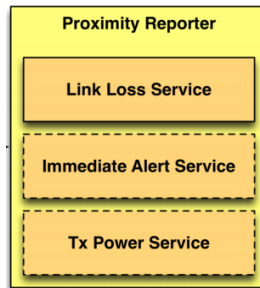 Proximity Reporter
Link Loss Service
Immediate Alert Service
Tx Power Service